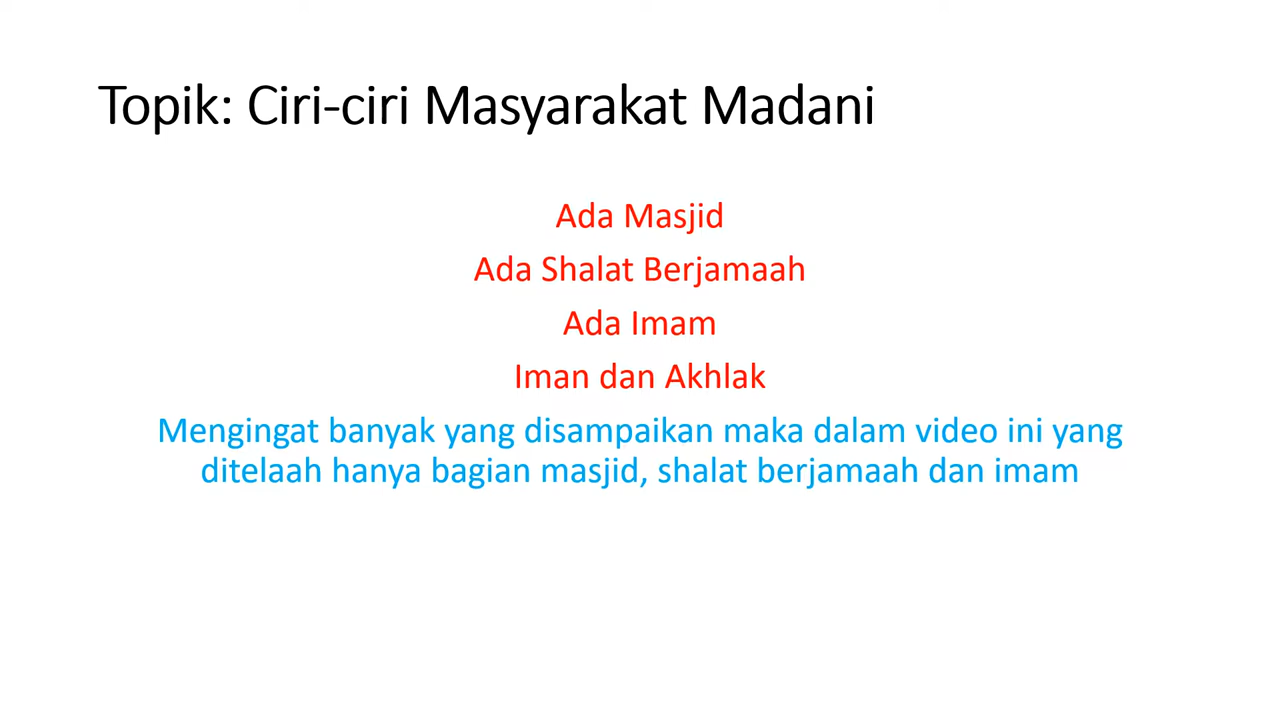 Topik: Ciri-ciri Masyarakat Madani
Ada Masjid
Ada Shalat Berjamaah
Ada Imam
Iman dan Akhlak
Mengingat banyak yang disampaikan maka dalam video ini yang
ditelaah hanya bagian masjid, shalat berjamaah dan imam